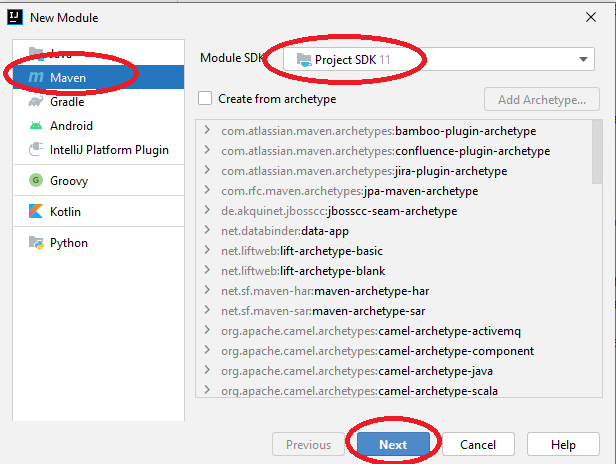 New Module
Java
Maven
Gradle
Android
IntelliJ Platform Plugin
Groovy
Kotlin
Python
Module SDK
Project SDK 11
Create from archetype
Add Archetype...
com.atlassian.maven.archetypes:bamboo-plugin-archetype
com.atlassian.maven.archetypes:confluence-plugin-archetype
com.atlassian.maven.archetypes:jira-plugin-archetype
com.rfc.maven.archetypes:jpa-maven-archetype
de.akquinet.jbosscc:jbosscc-seam-archetype
net.databinder:data-app
net.liftweb:lift-archetype-basic
net.liftweb:lift-archetype-blank
net.sf.maven-har:maven-archetype-har
net.sf.maven-sar:maven-archetype-sar
org.apache.camel.archetypes:camel-archetype-activemq
org.apache.camel.archetypes:camel-archetype-component
org.apache.camel.archetypes:camel-archetype-java
org.apache.camel.archetypes:camel-archetype-scala
Previous
Next
Cancel
Help